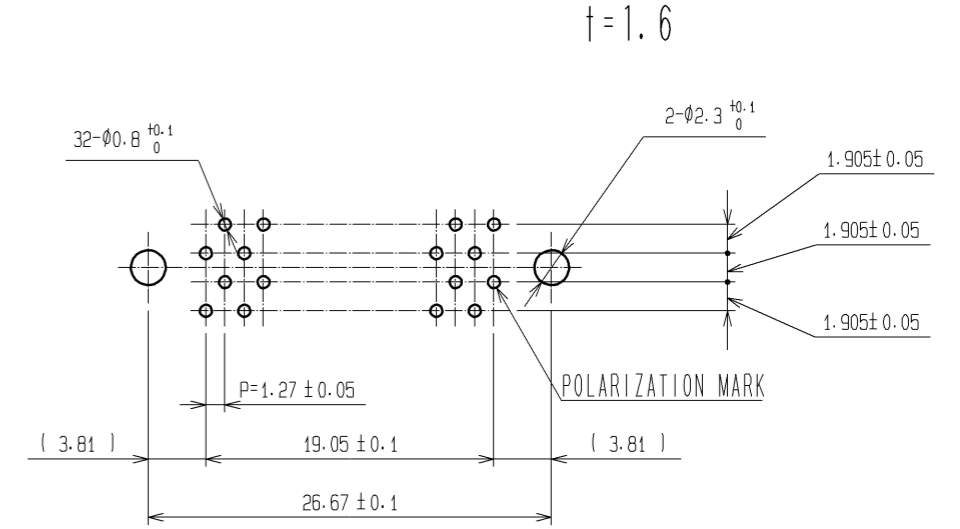 t=1.6
2-φ2.3 +0.1 0
32-φ0.8 +0.1 0
1.905±0.05
1.905±0.05
1.905±0.05
P=1.27±0.05
POLARIZATION MARK
( 3.81 )
19.05±0.1
( 3.81 )
26.67±0.1